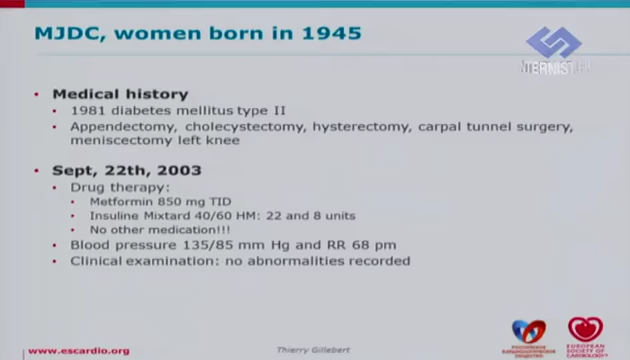 MJDC, women born in 1945
Medical history
1981 diabetes mellitus type II
Appendectomy, cholecystectomy, hysterectomy, carpal tunnel surgery,
meniscectomy left knee
Sept, 22th, 2003
Drug therapy:
Metformin 850 mg TID
Insuline Mixtard 40/60 HM: 22 and 8 units
No other medication!!!
Blood pressure 135/85 mm Hg and RR 68 pm
Clinical examination: no abnormalities recorded
www.escardio.org
Thierry Gillebert
РОССИЙСКОЕ
КАРДИОЛОГИЧЕСКОЕ
ОБЩЕСТВО
EUROPEAN
SOCIETY OF
CARDIOLOGY